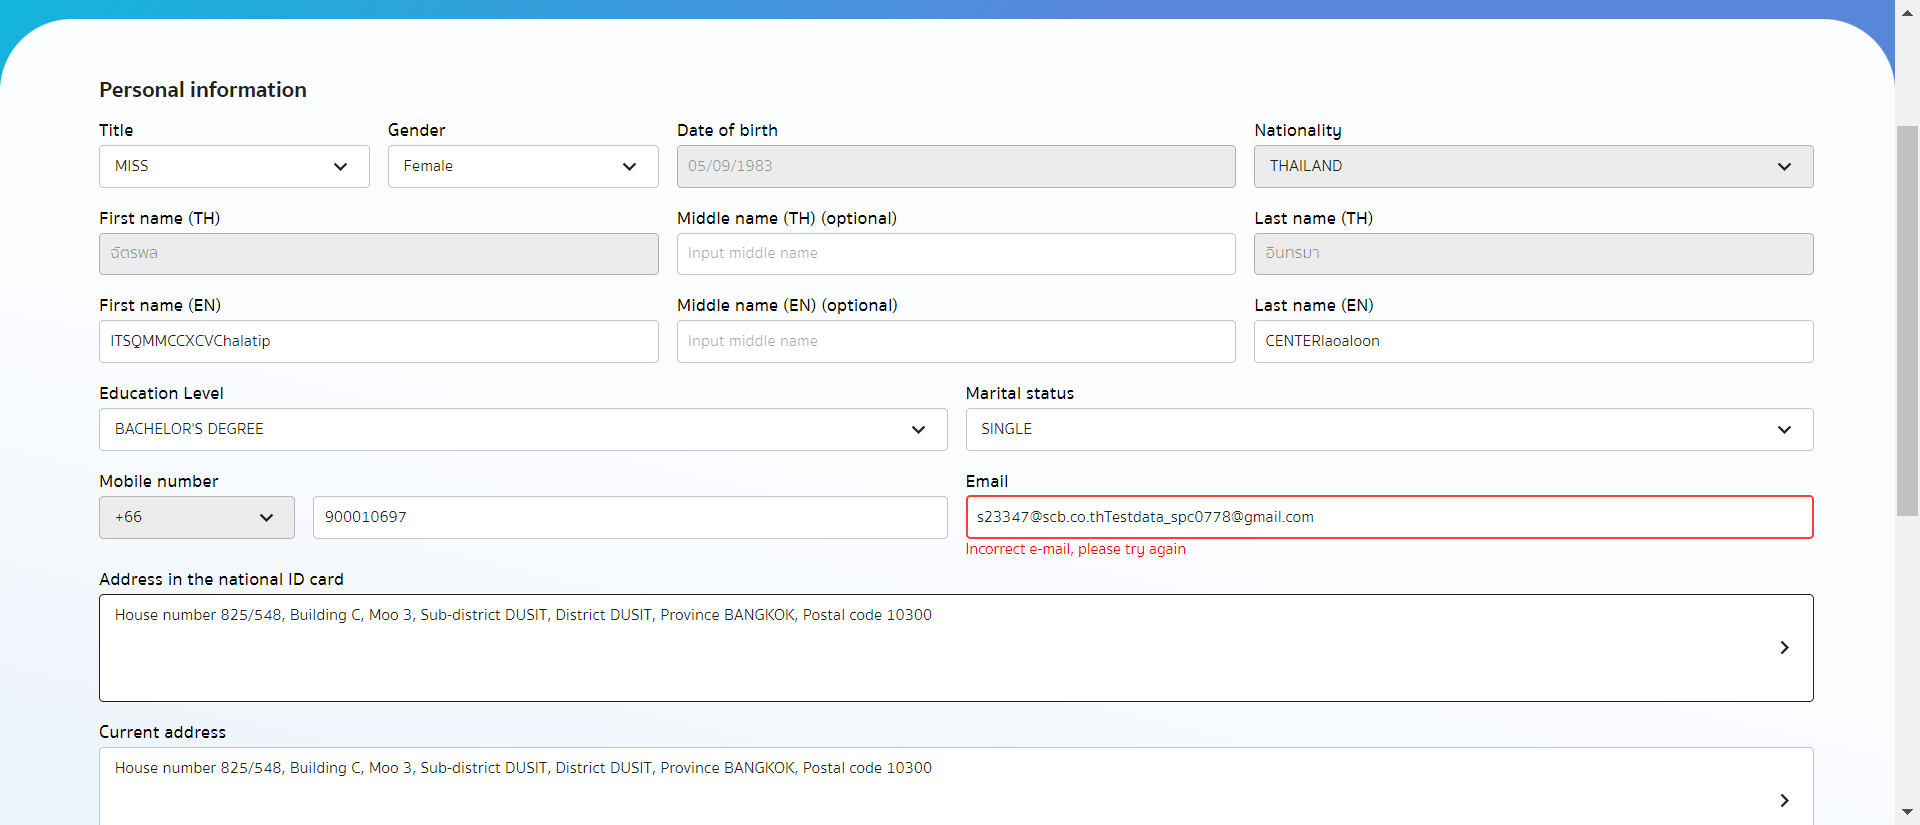 Personal information
Title
Gender
Date of birth
Nationality
MISS
Female
05/09/1983
THAILAND
First name (TH)
Middle name (TH) (optional)
Last name (TH)
ฉัตรพล
Input middle name
อินทรมา
First name (EN)
Middle name (EN) (optional)
Last name (EN)
ITSQMMCCXCVChalatip
Input middle name
CENTERlaoaloon
Education Level
Marital status
BACHELOR'S DEGREE
SINGLE
Mobile number
Email
+66
900010697
s23347@scb.co.thTestdata_spc0778@gmail.com
Incorrect e-mail, please try again
Address in the national ID card
House number 825/548, Building C, Moo 3, Sub-district DUSIT, District DUSIT, Province BANGKOK, Postal code 10300
Current address
House number 825/548, Building C, Moo 3, Sub-district DUSIT, District DUSIT, Province BANGKOK, Postal code 10300